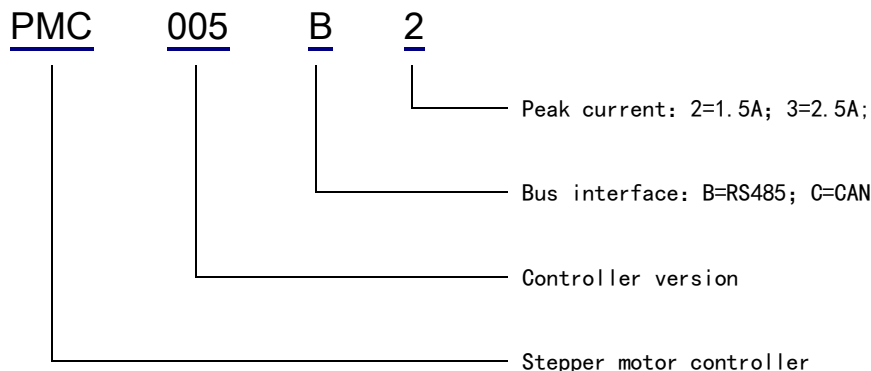 PMC 005 B 2
Peak current: 2=1.5A; 3=2.5A;
Bus interface: B=RS485; C=CAN
Controller version
Stepper motor controller